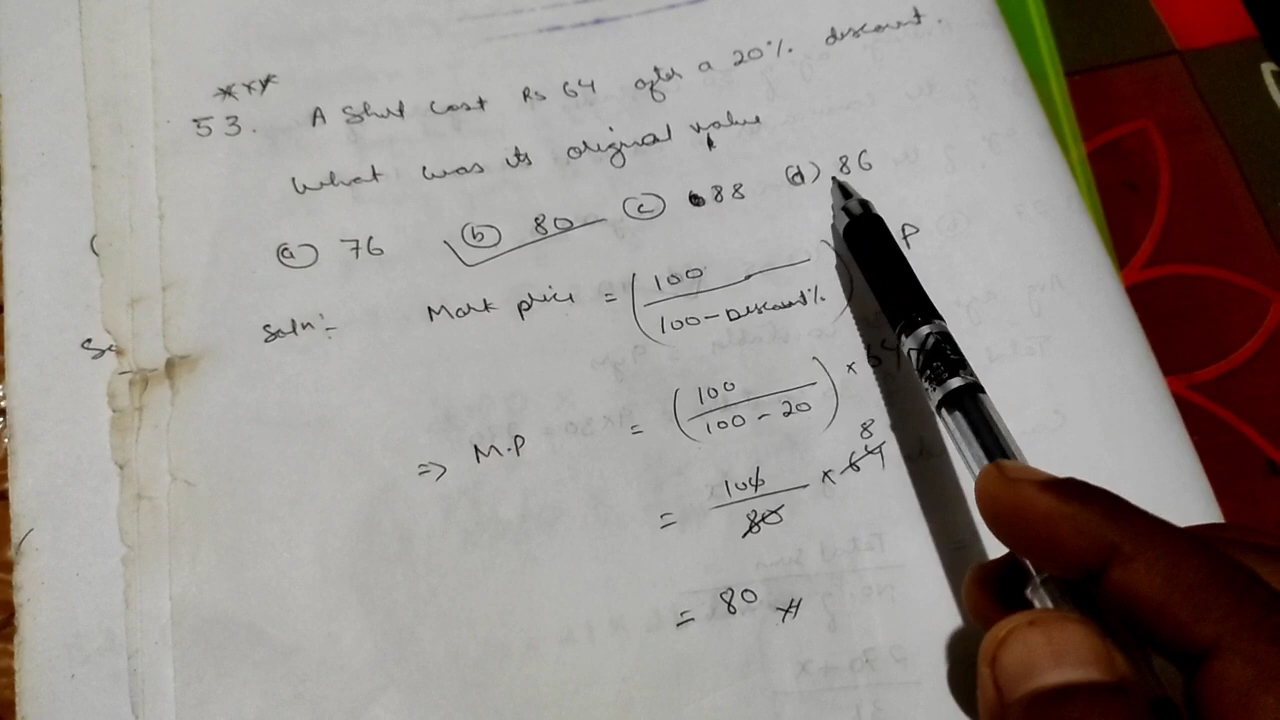 ***
53. A Shirt cost Rs 64 after a 20% discount.
What was its original value
(a) 76 (b) 80 (c) 88 (d) 86
Soln:- Mark price = (100 / 100 - Discount%) P
=> M.P = (100 / 100 - 20) × 64
= 100 / 80 × 64 8
= 80
So